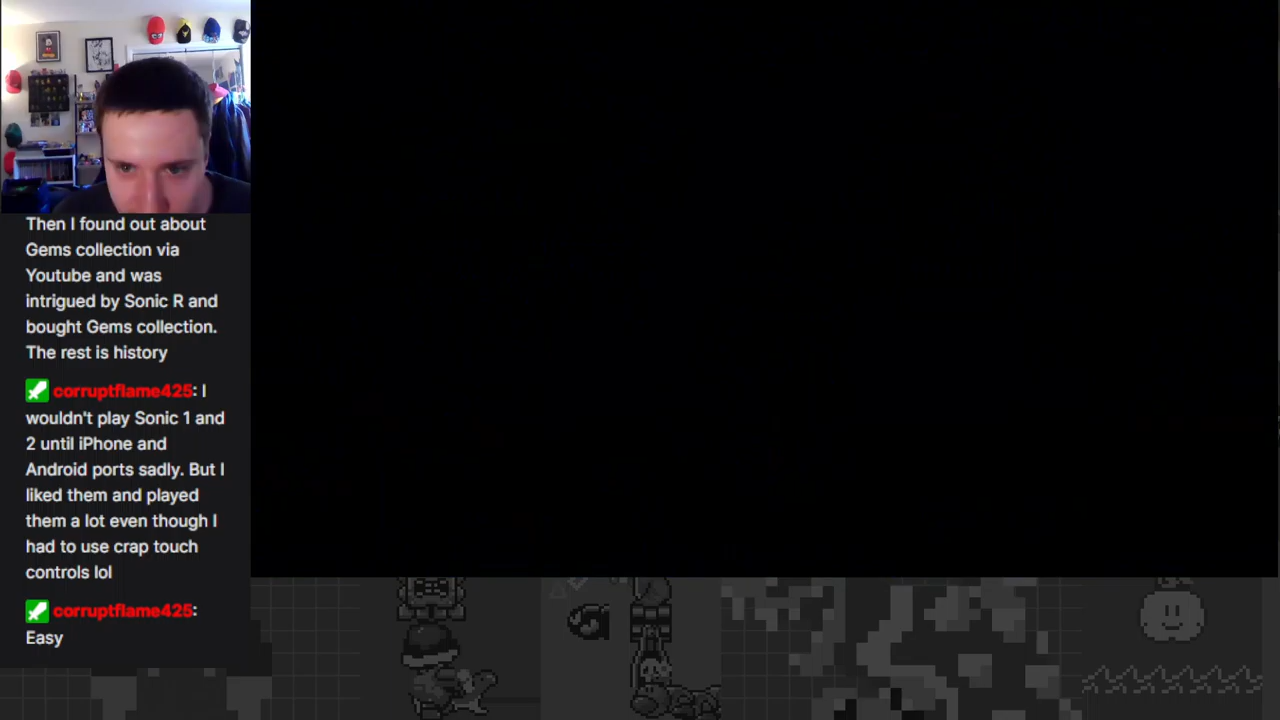 Then I found out about
Gems collection via
Youtube and was
intrigued by Sonic R and
bought Gems collection.
The rest is history
corruptflame425: I
wouldn't play Sonic 1 and
2 until iPhone and
Android ports sadly. But I
liked them and played
them a lot even though I
had to use crap touch
controls lol
corruptflame425:
Easy